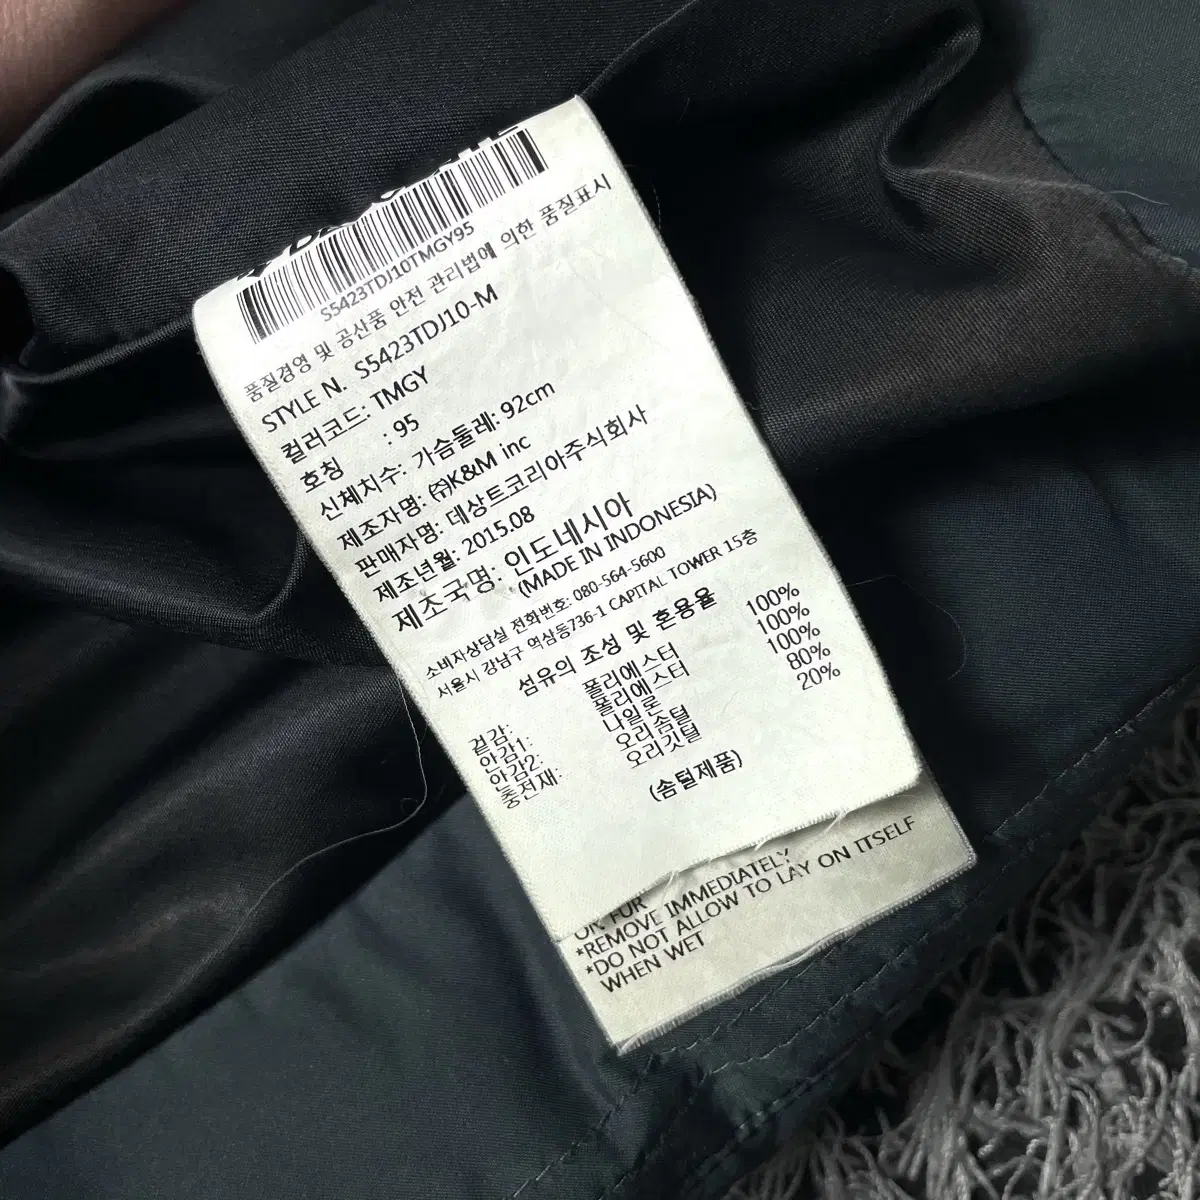 S5423TDJ10TMGY95
품질경영 및 공산품 안전 관리법에 의한 품질표시
STYLE N. S5423TDJ10-M
컬러코드: TMGY
호칭 : 95
신체치수: 가슴둘레: 92cm
제조자명: ㈜K&M inc
판매자명: 데상트코리아주식회사
제조년월: 2015.08
제조국명: 인도네시아
(MADE IN INDONESIA)
소비자상담실 전화번호: 080-564-5600
서울시 강남구 역삼동736-1 CAPITAL TOWER 15층
섬유의 조성 및 혼용율
겉감: 폴리에스터 100%
안감1: 폴리에스터 100%
안감2: 나일론 100%
충전재: 오리솜털 80%
오리깃털 20%
(솜털제품)
OR FUR
*REMOVE IMMEDIATELY
*DO NOT ALLOW TO LAY ON ITSELF
WHEN WET